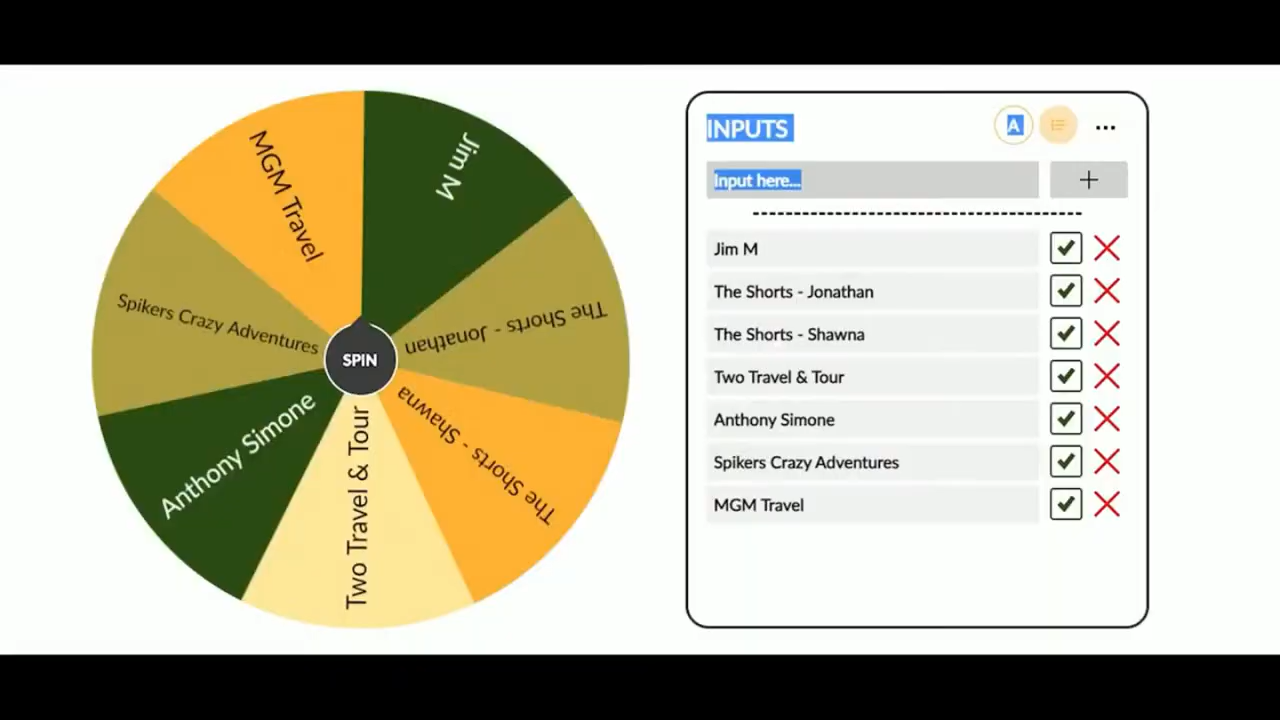 MGM Travel
Jim M
Spikers Crazy Adventures
The Shorts - Jonathan
SPIN
Anthony Simone
Two Travel & Tour
The Shorts - Shawna
INPUTS
A
Input here...
Jim M
The Shorts - Jonathan
The Shorts - Shawna
Two Travel & Tour
Anthony Simone
Spikers Crazy Adventures
MGM Travel